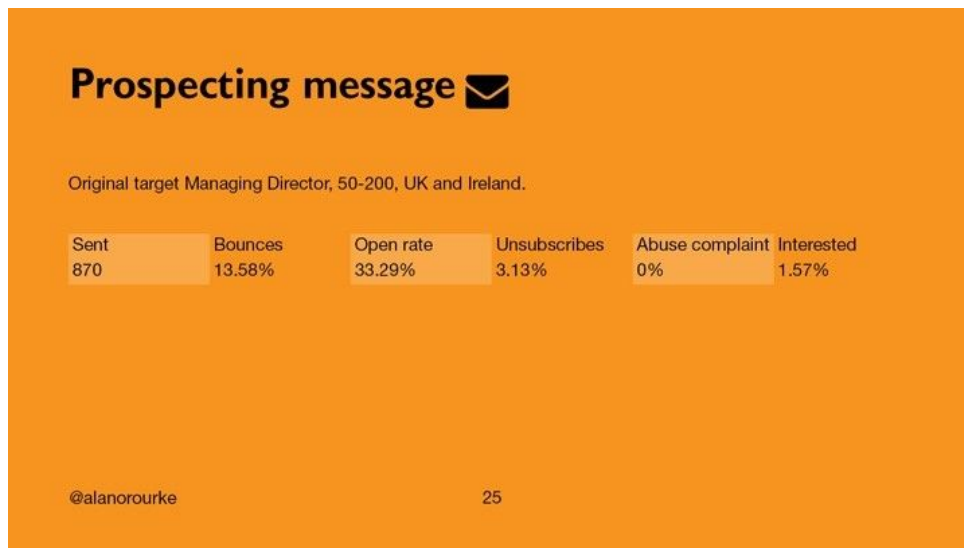 Prospecting message
Original target Managing Director, 50-200, UK and Ireland.
Sent Bounces Open rate Unsubscribes Abuse complaint Interested
870 13.58% 33.29% 3.13% 0% 1.57%
@alanorourke 25